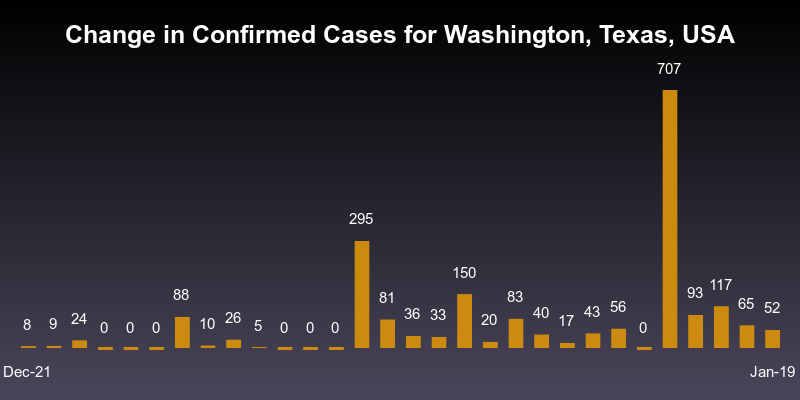 Change in Confirmed Cases for Washington, Texas, USA
8 9 24 0 0 0 88 10 26 5 0 0 0 295 81 36 33 150 20 83 40 17 43 56 0 707 93 117 65 52
Dec-21 Jan-19